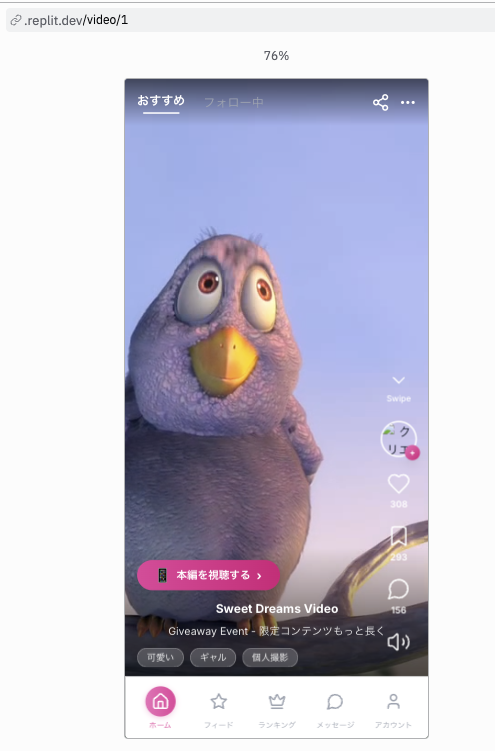 .replit.dev/video/1
76%
おすすめ フォロー中
Swipe
クリエ
308
293
本編を視聴する ›
156
Sweet Dreams Video
Giveaway Event - 限定コンテンツもっと長く
可愛い ギャル 個人撮影
ホーム フィード ランキング メッセージ アカウント